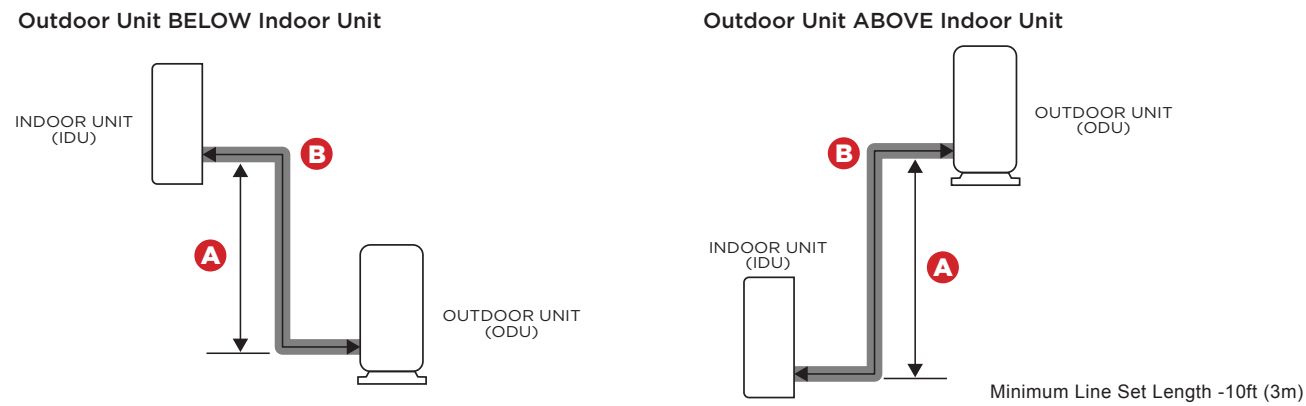 Outdoor Unit BELOW Indoor Unit
INDOOR UNIT
(IDU)
B
A
OUTDOOR UNIT
(ODU)
Outdoor Unit ABOVE Indoor Unit
OUTDOOR UNIT
(ODU)
B
INDOOR UNIT
(IDU)
A
Minimum Line Set Length -10ft (3m)